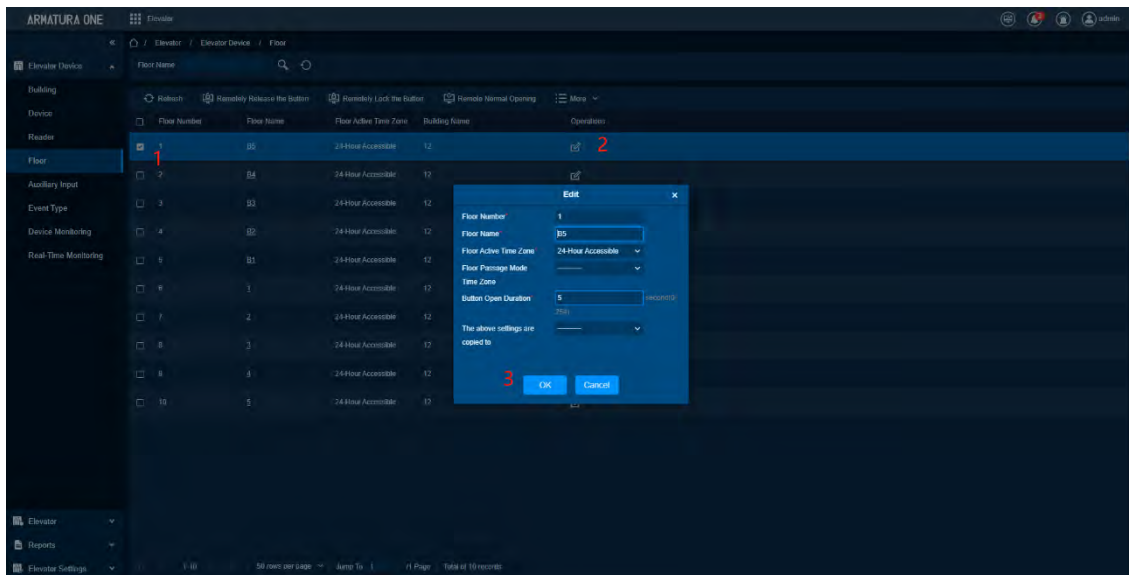 ARMATURA ONE
Elevator
admin
/ Elevator / Elevator Device / Floor
Elevator Device
Floor Name
Building
Refresh Remotely Release the Button Remotely Lock the Button Remote Normal Opening More
Device
Floor Number Floor Name Floor Active Time Zone Building Name Operations
Reader
1 B5 24-Hour Accessible 12 2
1
Floor
2 B4 24-Hour Accessible 12
Auxiliary Input
Edit ×
3 B3 24-Hour Accessible 12
Event Type
Floor Number 1
4 B2 24-Hour Accessible 12
Device Monitoring
Floor Name B5
Floor Active Time Zone 24-Hour Accessible
Real-Time Monitoring
5 B1 24-Hour Accessible 12
Floor Passage Mode ---------
Time Zone
6 1 24-Hour Accessible 12
Button Open Duration 5
254)
7 2 24-Hour Accessible 12
The above settings are ---------
copied to
8 3 24-Hour Accessible 12
9 4 24-Hour Accessible 12
3 OK Cancel
10 5 24-Hour Accessible 12
Elevator
Reports
Elevator Settings
1-10 50 rows per page Jump To 1 /1 Page Total of 10 records